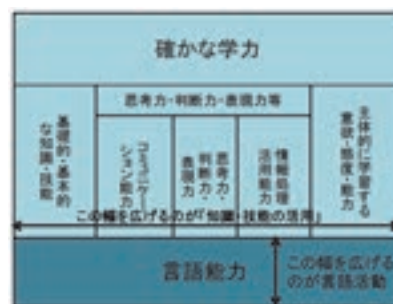 確かな学力
基礎的・基本的
な知識・技能
思考力・判断力・表現力等
コミュニケー
ション能力
思考力・
判断力・
表現力
情報処理
活用能力
主体的に学習する
意欲・態度・能力
この幅を広げるのが「知識・技能の活用」
言語能力
この幅を広げる
のが言語活動